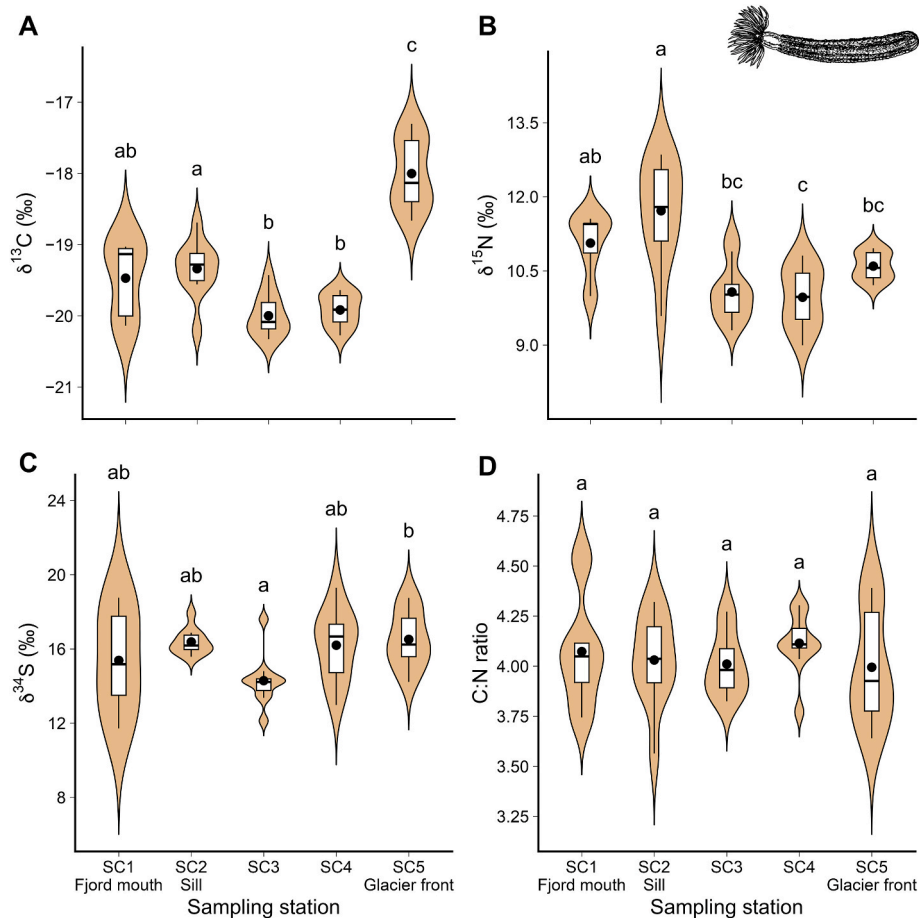 A
−17
−18
−19
−20
−21
δ13C (‰)
ab
a
b
b
c
B
13.5
12.0
10.5
9.0
δ15N (‰)
ab
a
bc
c
bc
C
24
20
16
12
8
δ34S (‰)
ab
ab
a
ab
b
SC1
Fjord mouth
SC2
Sill
SC3
SC4
SC5
Glacier front
Sampling station
D
4.75
4.50
4.25
4.00
3.75
3.50
3.25
C:N ratio
a
a
a
a
a
SC1
Fjord mouth
SC2
Sill
SC3
SC4
SC5
Glacier front
Sampling station